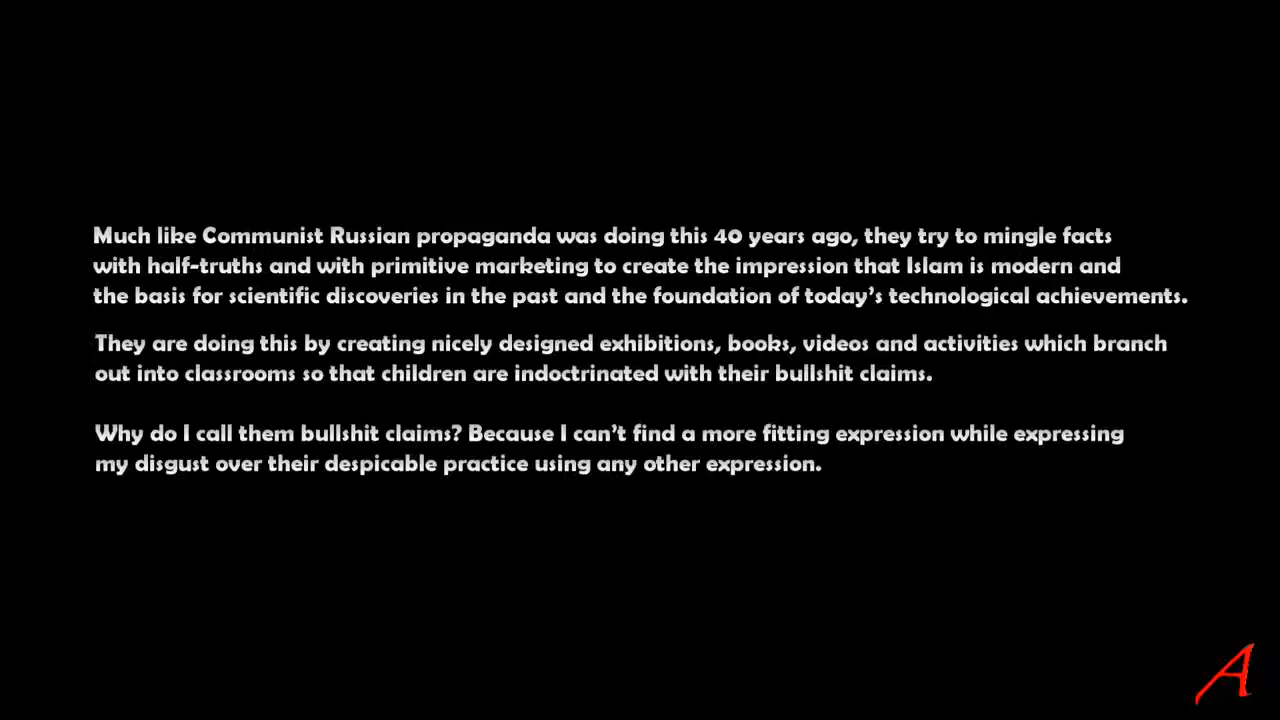 Much like Communist Russian propaganda was doing this 40 years ago, they try to mingle facts
with half-truths and with primitive marketing to create the impression that Islam is modern and
the basis for scientific discoveries in the past and the foundation of today's technological achievements.
They are doing this by creating nicely designed exhibitions, books, videos and activities which branch
out into classrooms so that children are indoctrinated with their bullshit claims.
Why do I call them bullshit claims? Because I can't find a more fitting expression while expressing
my disgust over their despicable practice using any other expression.
A